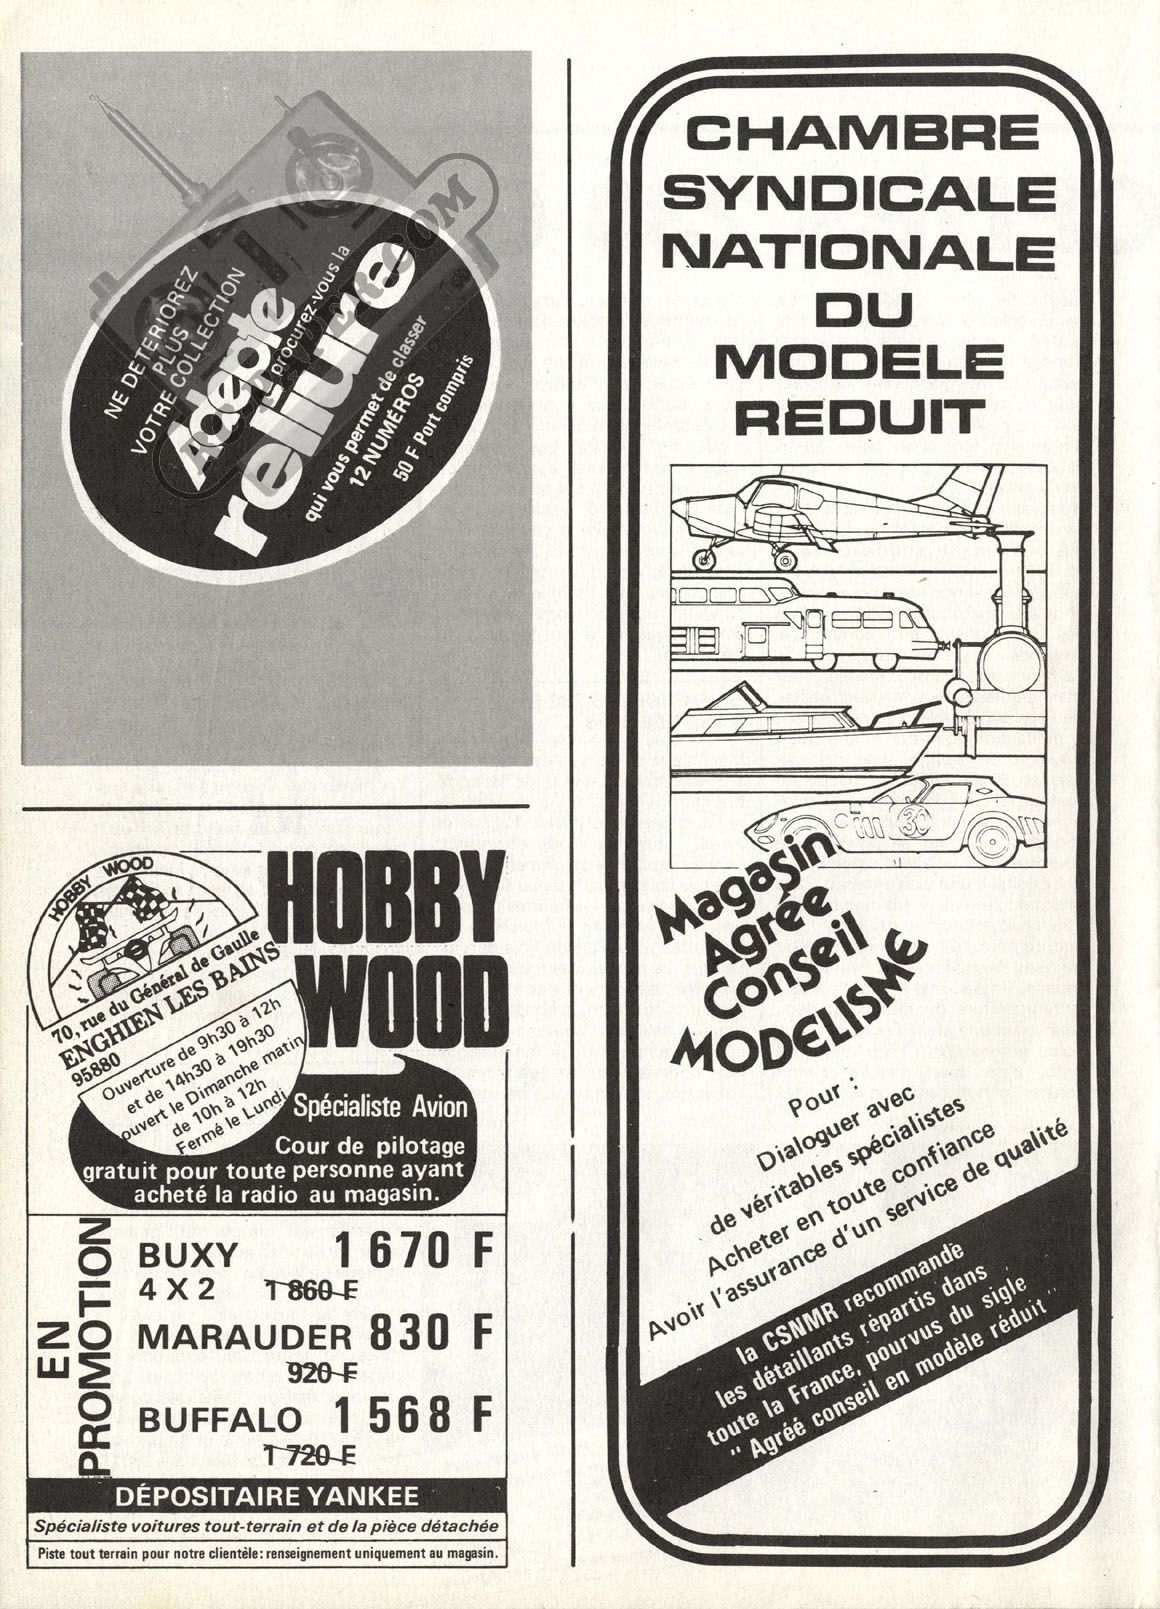 NE DETERIOREZ
PLUS
VOTRE COLLECTION
Adepte
procurez-vous la
reliure
qui vous permet de classer
12 NUMÉROS
50 F Port compris
HOBBY WOOD
70, rue du Général de Gaulle
ENGHIEN LES BAINS
95880
HOBBY
WOOD
Ouverture de 9h30 à 12h
et de 14h30 à 19h30
ouvert le Dimanche matin
de 10h à 12h
Fermé le Lundi
Spécialiste Avion
Cour de pilotage
gratuit pour toute personne ayant
acheté la radio au magasin.
EN
PROMOTION
BUXY 1 670 F
4 X 2 1 860 F
MARAUDER 830 F
920 F
BUFFALO 1 568 F
1 720 F
DÉPOSITAIRE YANKEE
Spécialiste voitures tout-terrain et de la pièce détachée
Piste tout terrain pour notre clientèle: renseignement uniquement au magasin.
CHAMBRE
SYNDICALE
NATIONALE
DU
MODELE
REDUIT
30
Magasin
Agrée
Conseil
MODELISME
Pour :
Dialoguer avec
de véritables spécialistes
Acheter en toute confiance
Avoir l'assurance d'un service de qualité
la CSNMR recommande
les détaillants répartis dans
toute la France, pourvus du sigle
" Agréé conseil en modèle réduit "